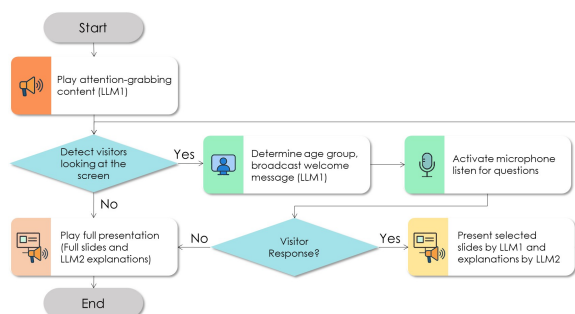 Start
Play attention-grabbing
content (LLM1)
Detect visitors
looking at the
screen
Yes
Determine age group,
broadcast welcome
message (LLM1)
Activate microphone
listen for questions
No
Play full presentation
(Full slides and
LLM2 explanations)
No
Visitor
Response?
Yes
Present selected
slides by LLM1 and
explanations by LLM2
End